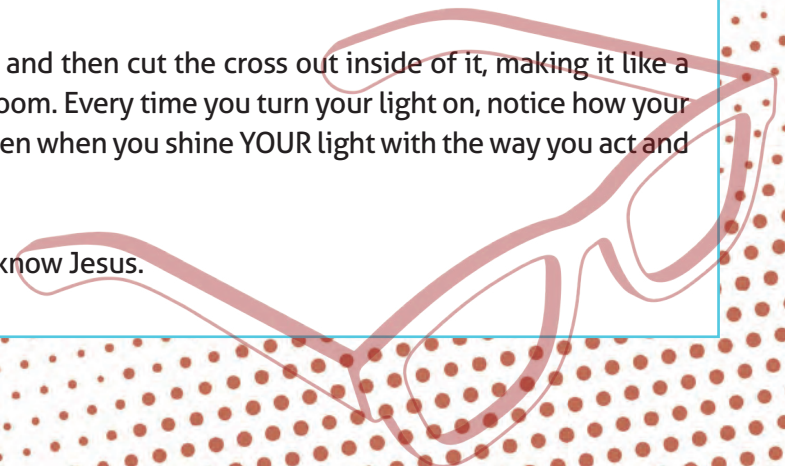 and then cut the cross out inside of it, making it like a
oom. Every time you turn your light on, notice how your
en when you shine YOUR light with the way you act and
know Jesus.